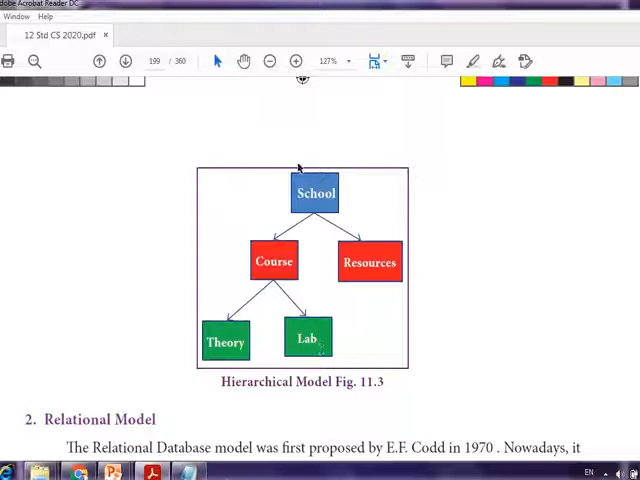 dobe Acrobat Reader DC
Window Help
12 Std CS 2020.pdf ×
199 / 360 127%
School
Course Resources
Theory Lab
Hierarchical Model Fig. 11.3
2. Relational Model
The Relational Database model was first proposed by E.F. Codd in 1970 . Nowadays, it
EN